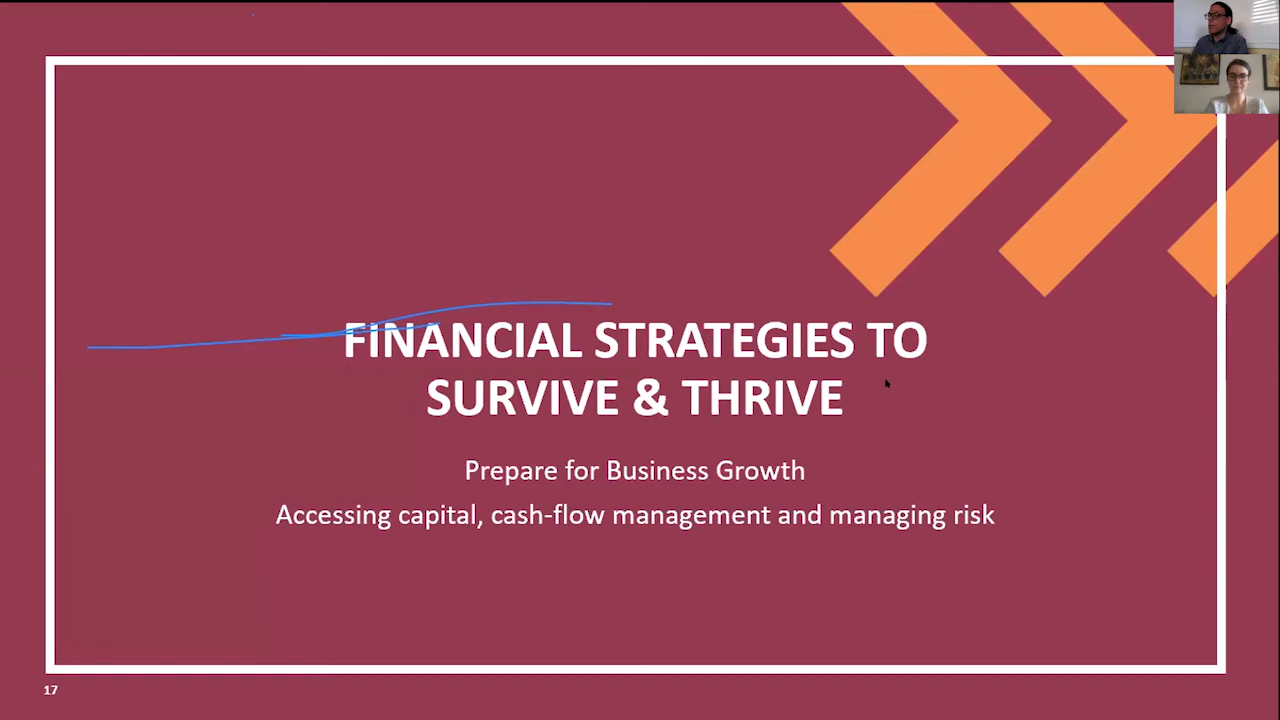 FINANCIAL STRATEGIES TO
SURVIVE & THRIVE
Prepare for Business Growth
Accessing capital, cash-flow management and managing risk
17